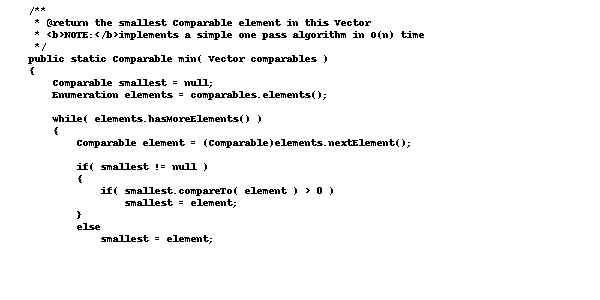 /**
 * @return the smallest Comparable element in this Vector
 * <b>NOTE:</b>implements a simple one pass algorithm in O(n) time
 */
public static Comparable min( Vector comparables )
{
    Comparable smallest = null;
    Enumeration elements = comparables.elements();

    while( elements.hasMoreElements() )
    {
        Comparable element = (Comparable)elements.nextElement();

        if( smallest != null )
        {
            if( smallest.compareTo( element ) > 0 )
                smallest = element;
        }
        else
            smallest = element;